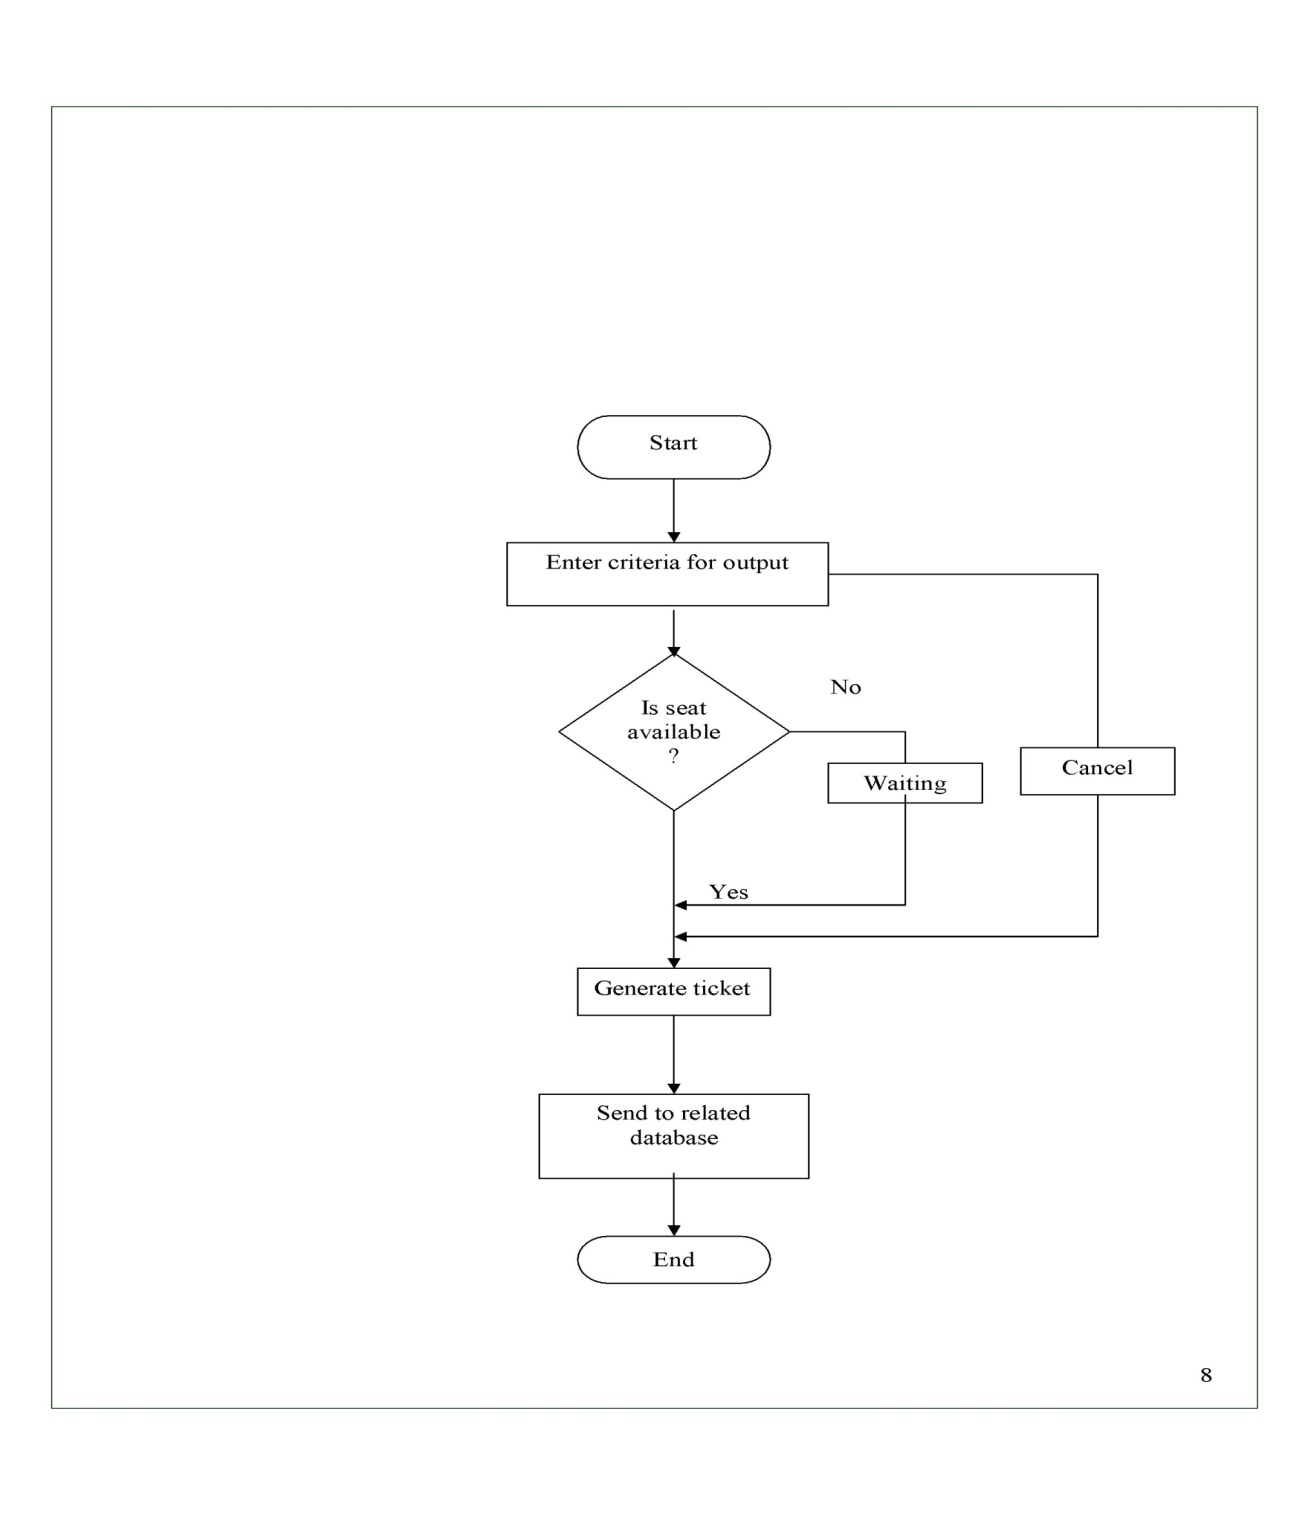 Start
Enter criteria for output
No
Is seat
available
?
Waiting
Cancel
Yes
Generate ticket
Send to related
database
End
8